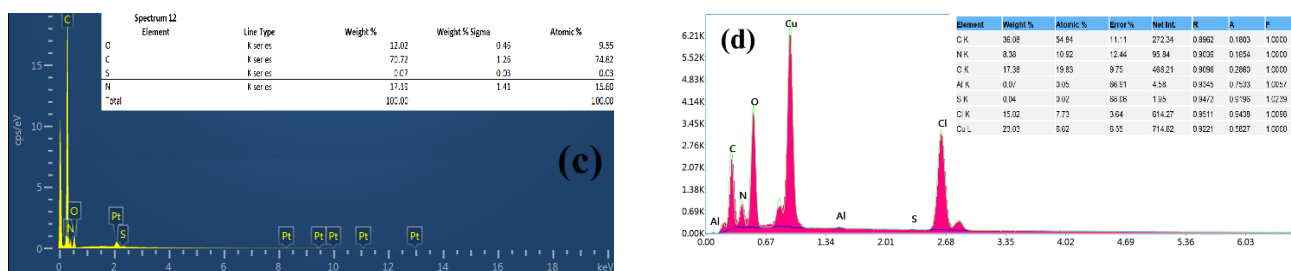 Spectrum 12
Element Line Type Weight % Weight % Sigma Atomic %
O K series 12.02 0.46 9.55
C K series 70.72 1.26 74.82
S K series 0.07 0.03 0.03
N K series 17.19 1.41 15.60
Total 100.00 100.00
C
15
10
5
0
cps/eV
O
N
Pt
S
Pt
Pt
Pt
Pt
Pt
0 2 4 6 8 10 12 14 16 18 keV
(c)
(d)
6.21K
5.52K
4.83K
4.14K
3.45K
2.76K
2.07K
1.38K
0.69K
0.00K
Cu
O
C
N
Al
Al
S
Cl
0.00 0.67 1.34 2.01 2.68 3.35 4.02 4.69 5.36 6.03
Element Weight % Atomic % Error % Net Int. R A F
C K 36.08 54.84 11.11 272.34 0.8962 0.1803 1.0000
N K 8.38 10.92 12.44 95.84 0.9036 0.1854 1.0000
O K 17.38 19.83 9.75 468.21 0.9098 0.2860 1.0000
Al K 0.07 0.05 66.91 4.58 0.9345 0.7533 1.0057
S K 0.04 0.02 68.06 1.95 0.9472 0.9196 1.0239
Cl K 15.02 7.73 3.64 614.27 0.9511 0.9438 1.0066
Cu L 23.03 6.62 6.55 714.82 0.9221 0.5827 1.0000